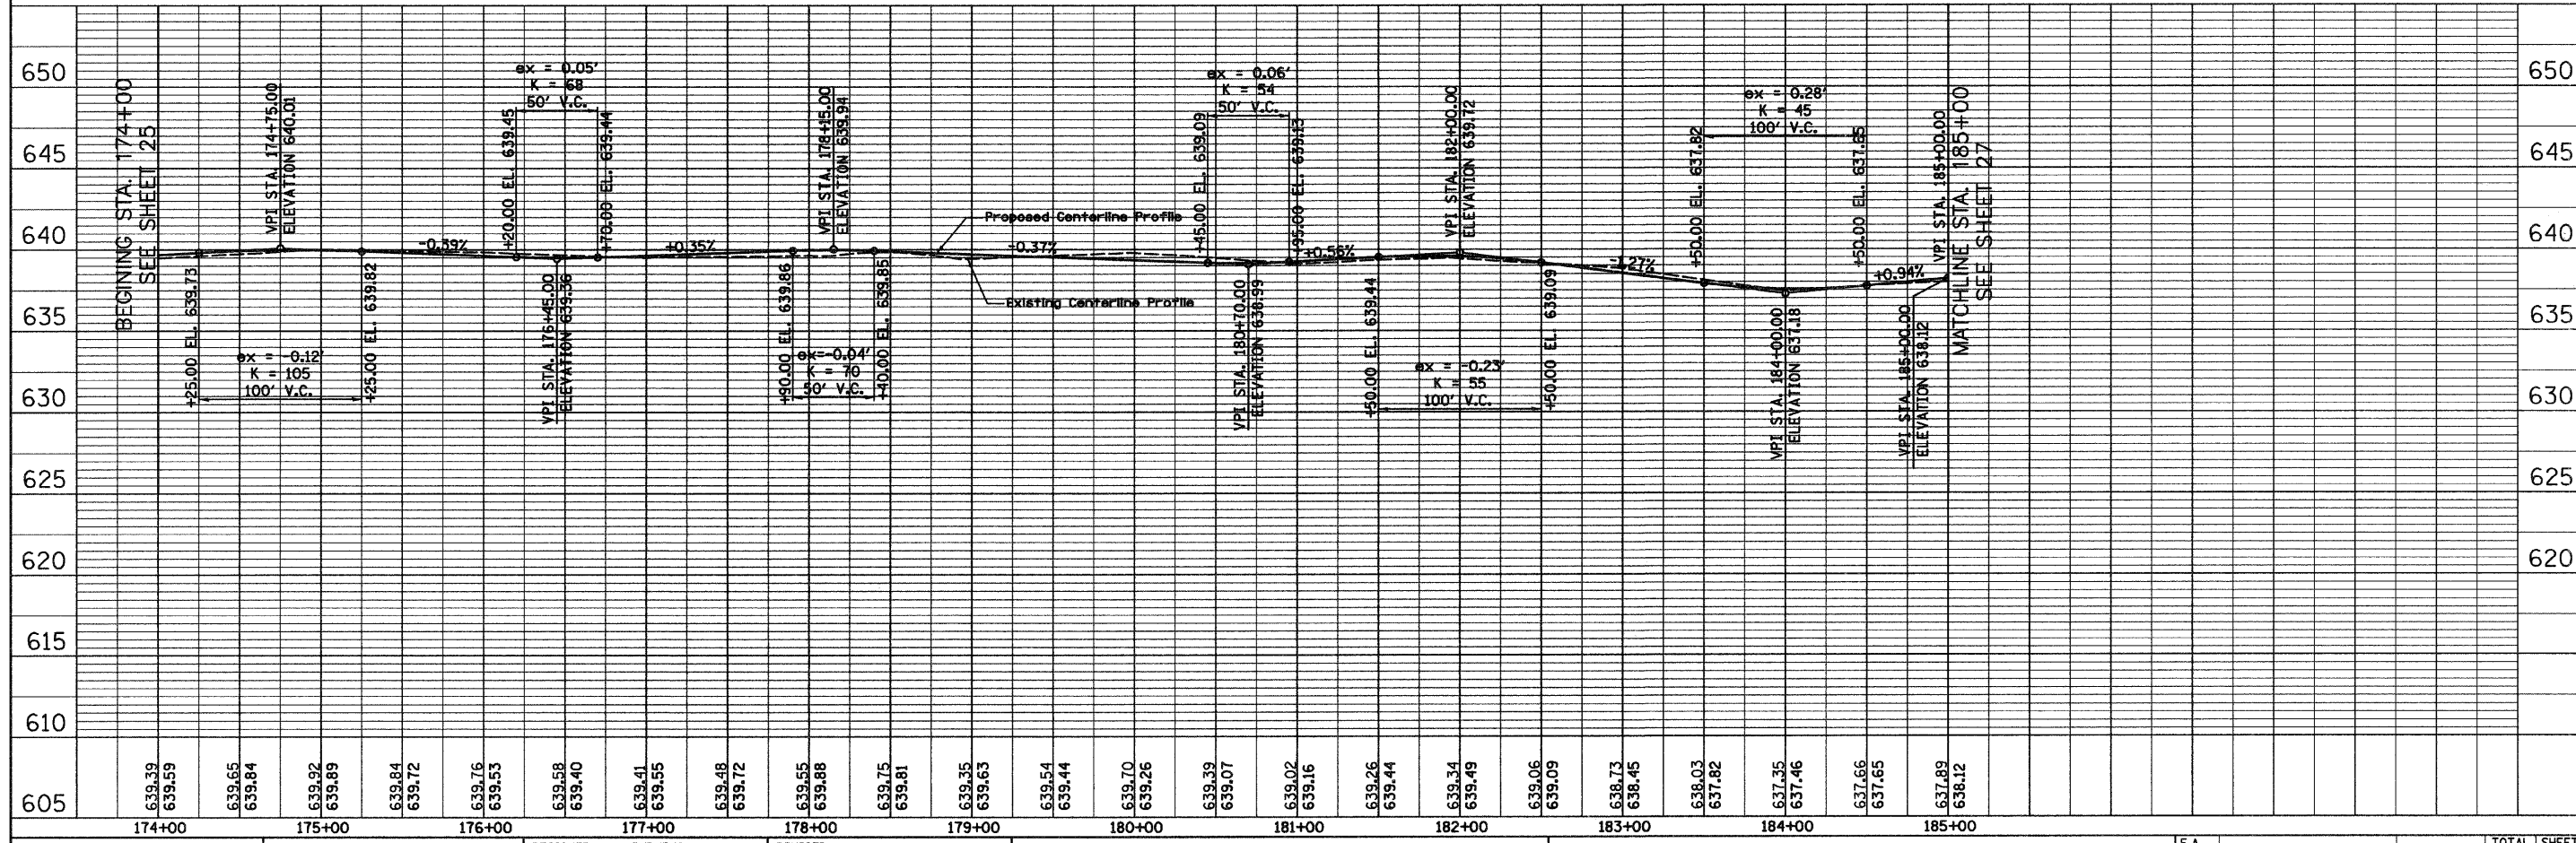 650
645
640
635
630
625
620
615
610
605
650
645
640
635
630
625
620
BEGINING STA. 174+00
SEE SHEET 25
+25.00 EL. 639.73
VPI STA. 174+75.00
ELEVATION 640.01
ex = -0.12'
K = 105
100' V.C.
+25.00 EL. 639.82
-0.39%
ex = 0.05'
K = 68
50' V.C.
+20.00 EL. 639.45
+70.00 EL. 639.44
VPI STA. 176+45.00
ELEVATION 639.36
+0.35%
VPI STA. 178+15.00
ELEVATION 639.94
+90.00 EL. 639.86
ex=-0.04'
K = 70
50' V.C.
+40.00 EL. 639.85
Proposed Centerline Profile
-0.37%
Existing Centerline Profile
ex = 0.06'
K = 54
50' V.C.
+45.00 EL. 639.09
+95.00 EL. 639.13
VPI STA. 180+70.00
ELEVATION 638.99
+0.56%
VPI STA. 182+00.00
ELEVATION 639.72
+50.00 EL. 639.44
ex = -0.23'
K = 55
100' V.C.
+50.00 EL. 639.09
-1.27%
ex = 0.28'
K = 45
100' V.C.
+50.00 EL. 637.82
+50.00 EL. 637.65
VPI STA. 184+00.00
ELEVATION 637.18
+0.94%
VPI STA. 185+00.00
VPI STA. 185+00.00
ELEVATION 638.12
MATCHLINE STA. 185+00
SEE SHEET 27
639.39
639.59
639.65
639.84
639.92
639.89
639.84
639.72
639.76
639.53
639.58
639.40
639.41
639.55
639.48
639.72
639.55
639.88
639.75
639.81
639.35
639.63
639.54
639.44
639.70
639.26
639.39
639.07
639.02
639.16
639.26
639.44
639.34
639.49
639.06
639.09
638.73
638.45
638.03
637.82
637.35
637.46
637.66
637.65
637.89
638.12
174+00
175+00
176+00
177+00
178+00
179+00
180+00
181+00
182+00
183+00
184+00
185+00
F.A.
TOTAL
SHEET